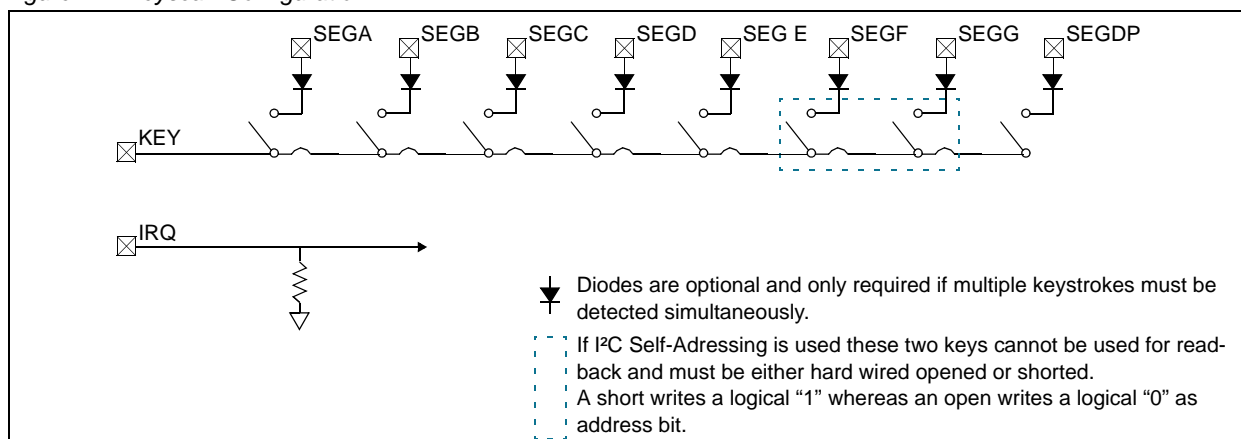 SEGA SEGB SEGC SEGD SEG E SEGF SEGG SEGDP
KEY
IRQ
Diodes are optional and only required if multiple keystrokes must be
detected simultaneously.
If I²C Self-Adressing is used these two keys cannot be used for read-
back and must be either hard wired opened or shorted.
A short writes a logical “1” whereas an open writes a logical “0” as
address bit.